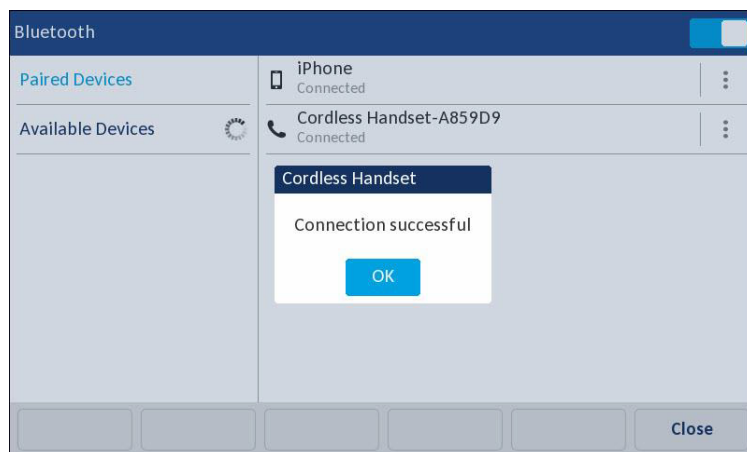 Bluetooth
Paired Devices
Available Devices
iPhone
Connected
Cordless Handset-A859D9
Connected
Cordless Handset
Connection successful
OK
Close